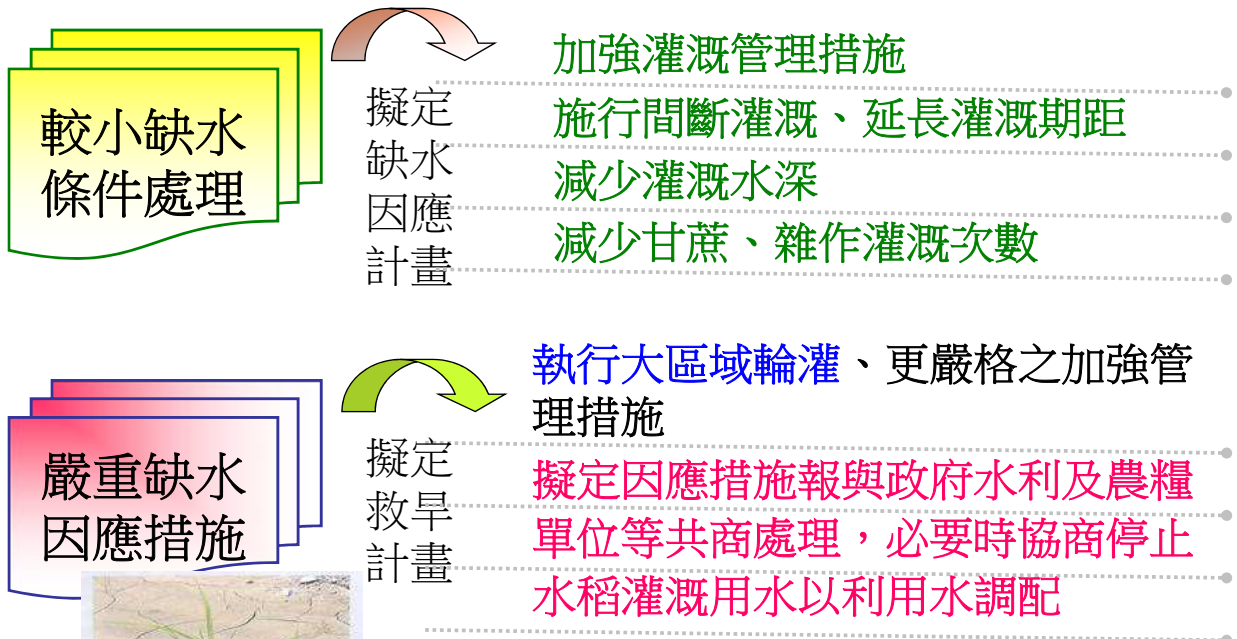 較小缺水
條件處理
擬定
缺水
因應
計畫
加強灌溉管理措施
施行間斷灌溉、延長灌溉期距
減少灌溉水深
減少甘蔗、雜作灌溉次數
嚴重缺水
因應措施
擬定
救旱
計畫
執行大區域輪灌、更嚴格之加強管
理措施
擬定因應措施報與政府水利及農糧
單位等共商處理，必要時協商停止
水稻灌溉用水以利用水調配